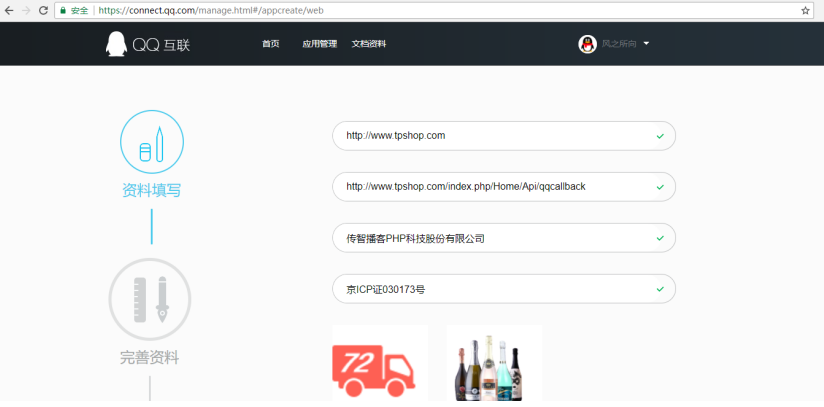 安全 https://connect.qq.com/manage.html#/appcreate/web
QQ互联 首页 应用管理 文档资料 风之所向
http://www.tpshop.com
http://www.tpshop.com/index.php/Home/Api/qqcallback
资料填写
传智播客PHP科技股份有限公司
京ICP证030173号
完善资料
72